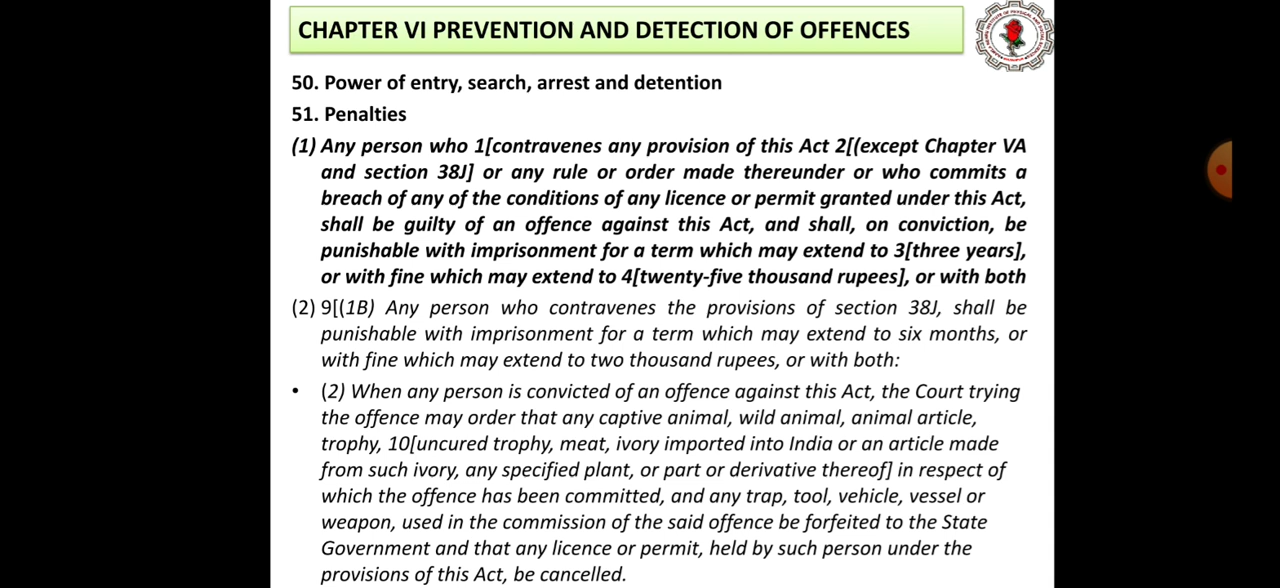 CHAPTER VI PREVENTION AND DETECTION OF OFFENCES
50. Power of entry, search, arrest and detention
51. Penalties
(1) Any person who 1[contravenes any provision of this Act 2[(except Chapter VA
and section 38J] or any rule or order made thereunder or who commits a
breach of any of the conditions of any licence or permit granted under this Act,
shall be guilty of an offence against this Act, and shall, on conviction, be
punishable with imprisonment for a term which may extend to 3[three years],
or with fine which may extend to 4[twenty-five thousand rupees], or with both
(2) 9[(1B) Any person who contravenes the provisions of section 38J, shall be
punishable with imprisonment for a term which may extend to six months, or
with fine which may extend to two thousand rupees, or with both:
• (2) When any person is convicted of an offence against this Act, the Court trying
the offence may order that any captive animal, wild animal, animal article,
trophy, 10[uncured trophy, meat, ivory imported into India or an article made
from such ivory, any specified plant, or part or derivative thereof] in respect of
which the offence has been committed, and any trap, tool, vehicle, vessel or
weapon, used in the commission of the said offence be forfeited to the State
Government and that any licence or permit, held by such person under the
provisions of this Act, be cancelled.